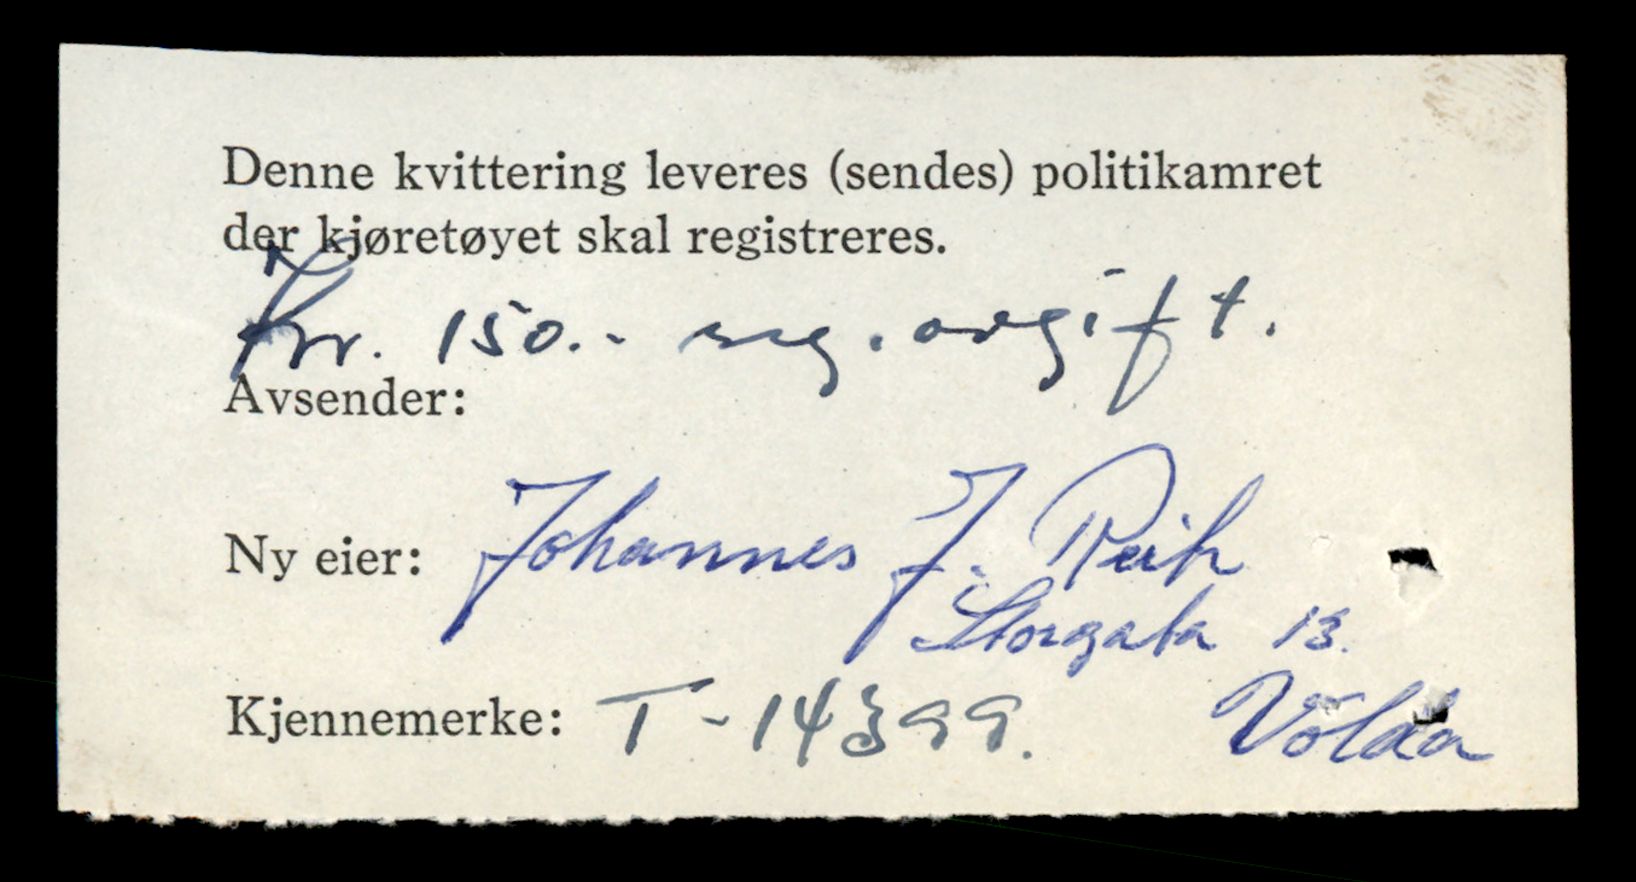 Denne kvittering leveres (sendes) politikamret
der kjøretøyet skal registreres.
Kr. 150.- reg. avgift.
Avsender:
Ny eier: Johannes J.
Storgata 13.
Kjennemerke: T-14399. Volda